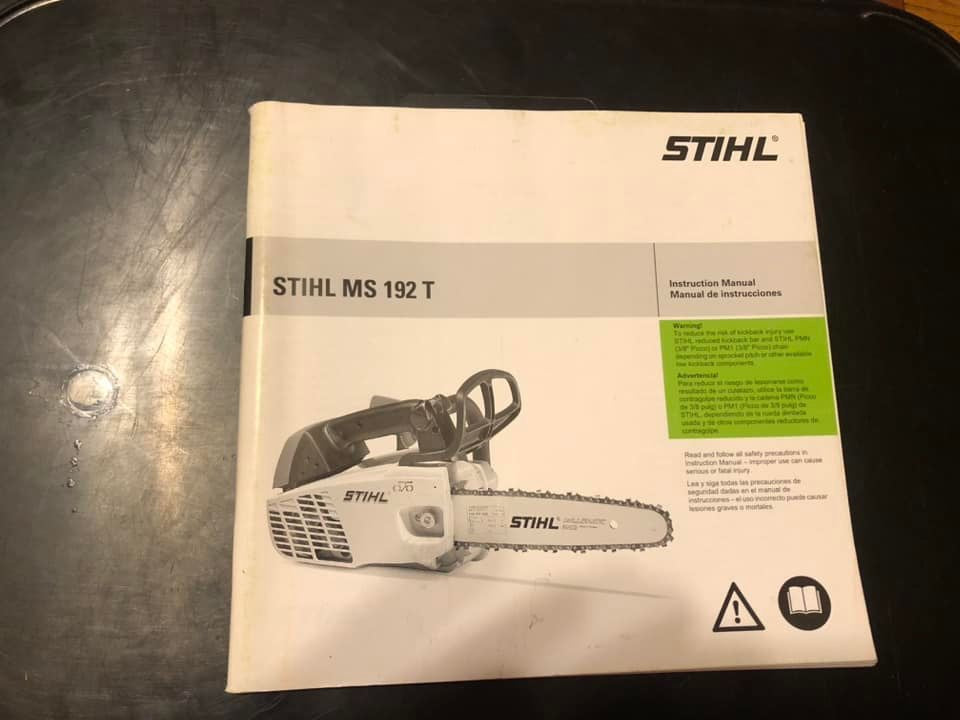 STIHL®
STIHL MS 192 T
Instruction Manual
Manual de instrucciones
Warning!
To reduce the risk of kickback injury use
STIHL reduced kickback bar and STIHL PMN
(3/8" Picco) or PM1 (3/8" Picco) chain
depending on sprocket pitch or other available
low kickback components.
Advertencia!
Para reducir el riesgo de lesionarse como
resultado de un culatazo, utilice la barra de
contragolpe reducido y la cadena PMN (Picco
de 3/8 pulg) o PM1 (Picco de 3/8 pulg) de
STIHL, dependiendo de la rueda dentada
usada y de otros componentes reductores de
contragolpe.
Read and follow all safety precautions in
Instruction Manual – improper use can cause
serious or fatal injury.
Lea y siga todas las precauciones de
seguridad dadas en el manual de
instrucciones – el uso incorrecto puede causar
lesiones graves o mortales.
STIHL
STIHL®